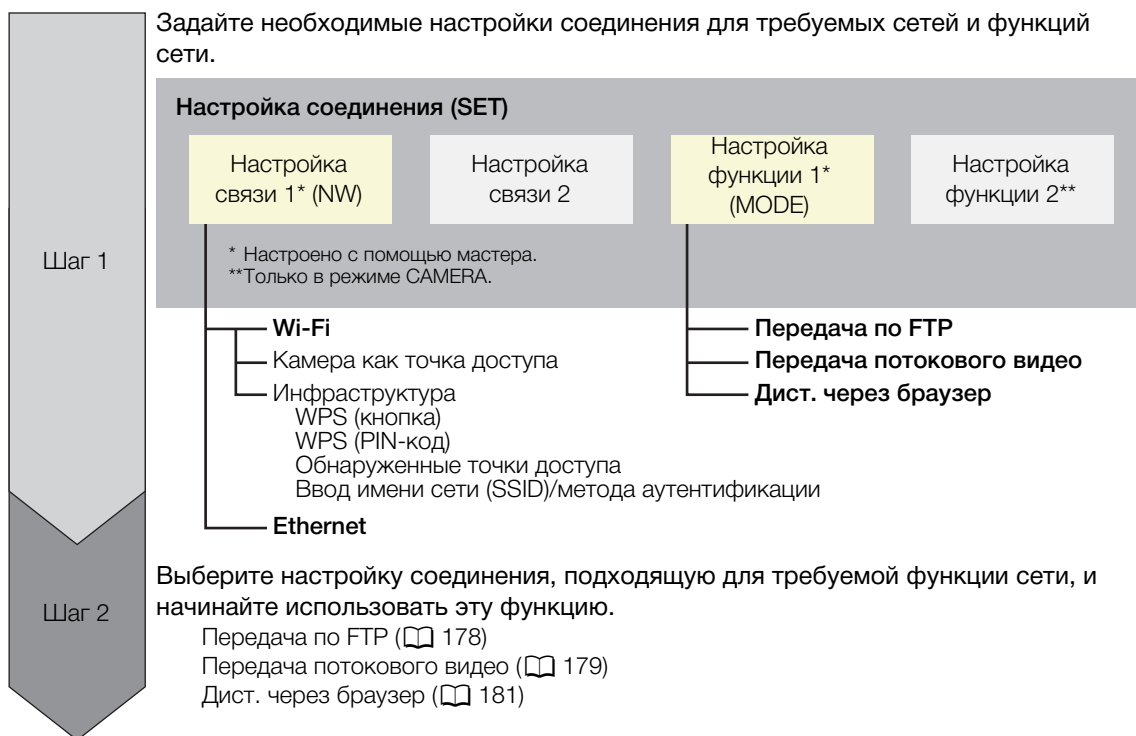 Задайте необходимые настройки соединения для требуемых сетей и функций
сети.
Настройка соединения (SET)
Настройка
связи 1* (NW)
Настройка
связи 2
Настройка
функции 1*
(MODE)
Настройка
функции 2**
* Настроено с помощью мастера.
**Только в режиме CAMERA.
Шаг 1
Wi-Fi
Камера как точка доступа
Инфраструктура
WPS (кнопка)
WPS (PIN-код)
Обнаруженные точки доступа
Ввод имени сети (SSID)/метода аутентификации
Ethernet
Передача по FTP
Передача потокового видео
Дист. через браузер
Шаг 2
Выберите настройку соединения, подходящую для требуемой функции сети, и
начинайте использовать эту функцию.
Передача по FTP (📖 178)
Передача потокового видео (📖 179)
Дист. через браузер (📖 181)